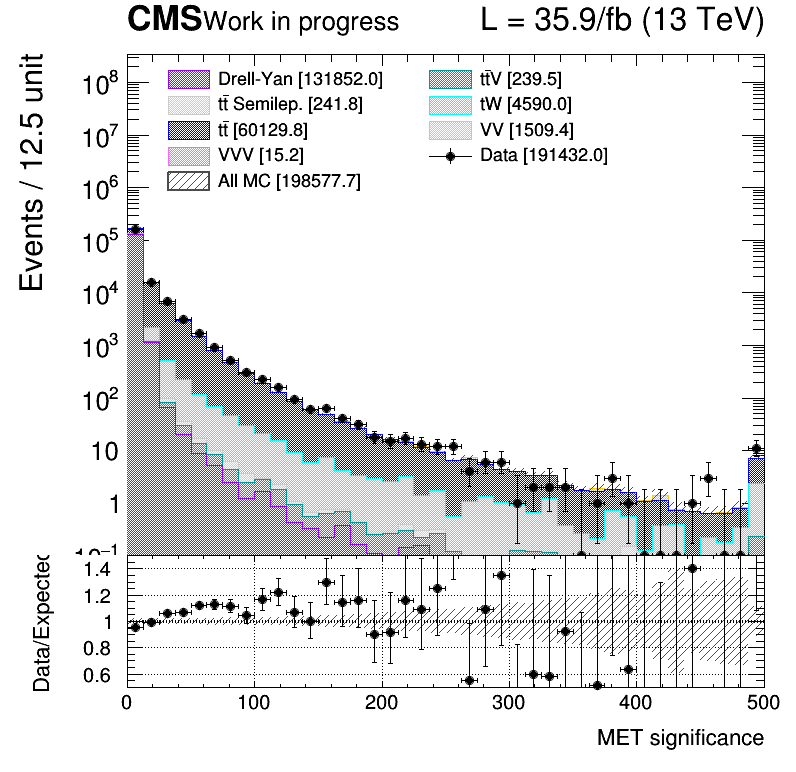 CMS Work in progress L = 35.9/fb (13 TeV)
Drell-Yan [131852.0] tt̄V [239.5]
tt̄ Semilep. [241.8] tW [4590.0]
tt̄ [60129.8] VV [1509.4]
VVV [15.2] Data [191432.0]
All MC [198577.7]
Events / 12.5 unit
10⁸
10⁷
10⁶
10⁵
10⁴
10³
10²
10
1
10⁻¹
Data/Expected
1.4
1.2
1
0.8
0.6
0 100 200 300 400 500
MET significance